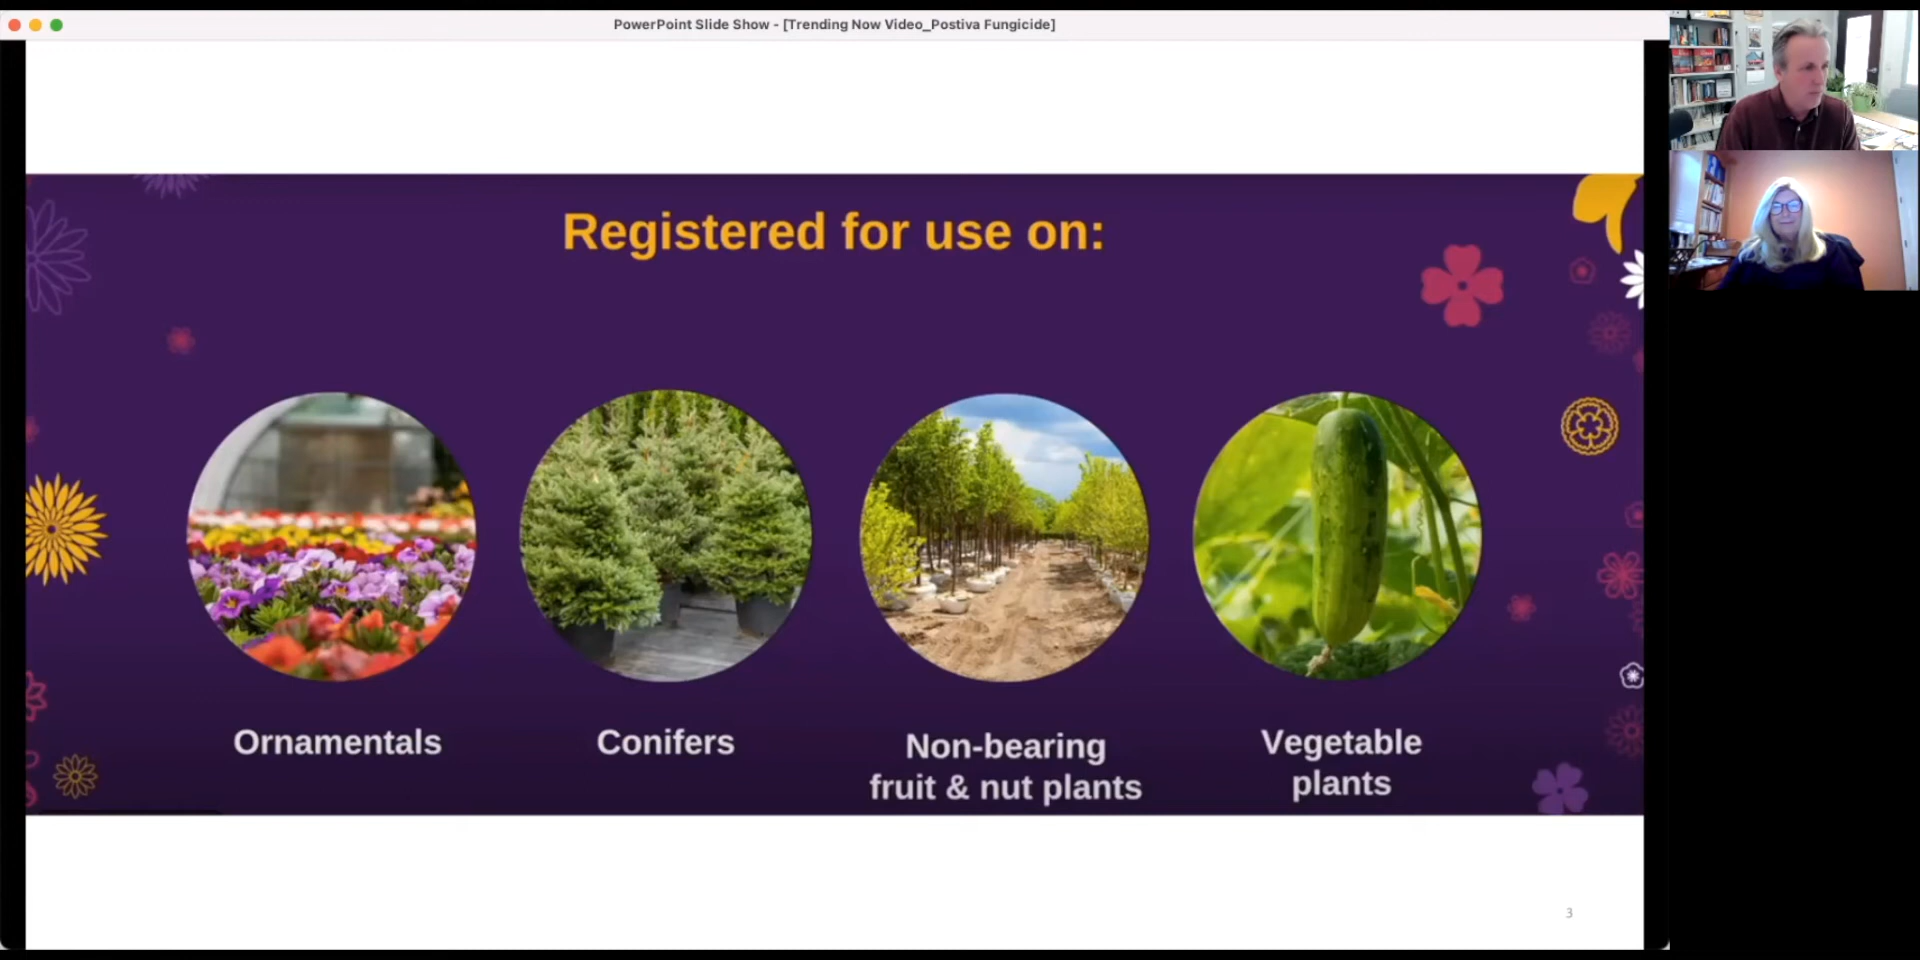 PowerPoint Slide Show - [Trending Now Video_Postiva Fungicide]
Registered for use on:
Ornamentals
Conifers
Non-bearing
fruit & nut plants
Vegetable
plants
3